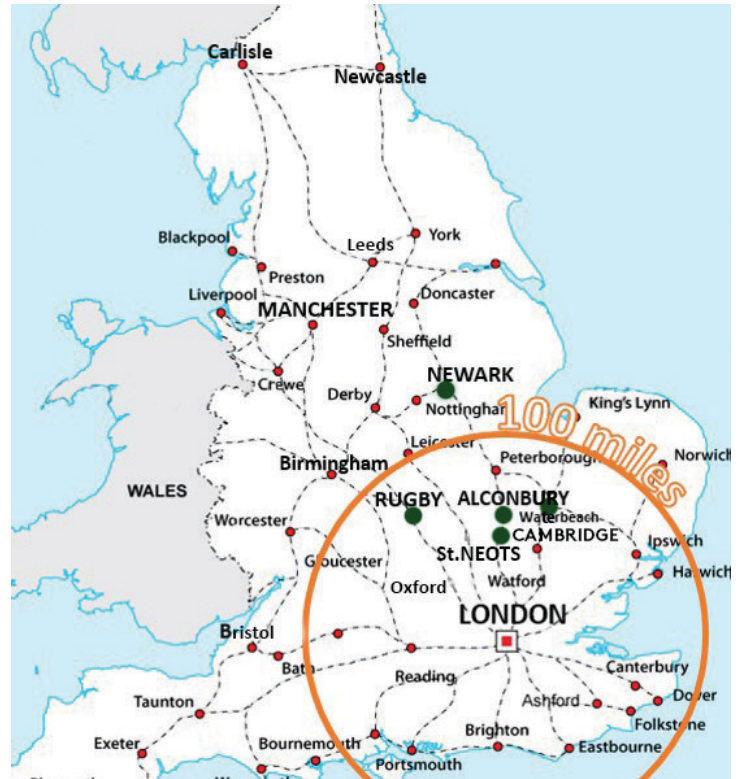 Carlisle
Newcastle
York
Leeds
Blackpool
Preston
Liverpool
Doncaster
MANCHESTER
Sheffield
NEWARK
Crewe
Derby
Nottinghar
100 miles
King's Lynn
Leicester
Norwich
Peterborough
Birmingham
WALES
RUGBY
ALCONBURY
Waterbeach
Worcester
CAMBRIDGE
Ipswich
St.NEOTS
Gloucester
Watford
Harwich
Oxford
LONDON
Bristol
Bath
Reading
Canterbury
Taunton
Ashford
Dover
Folkstone
Exeter
Bournemouth
Brighton
Eastbourne
Portsmouth